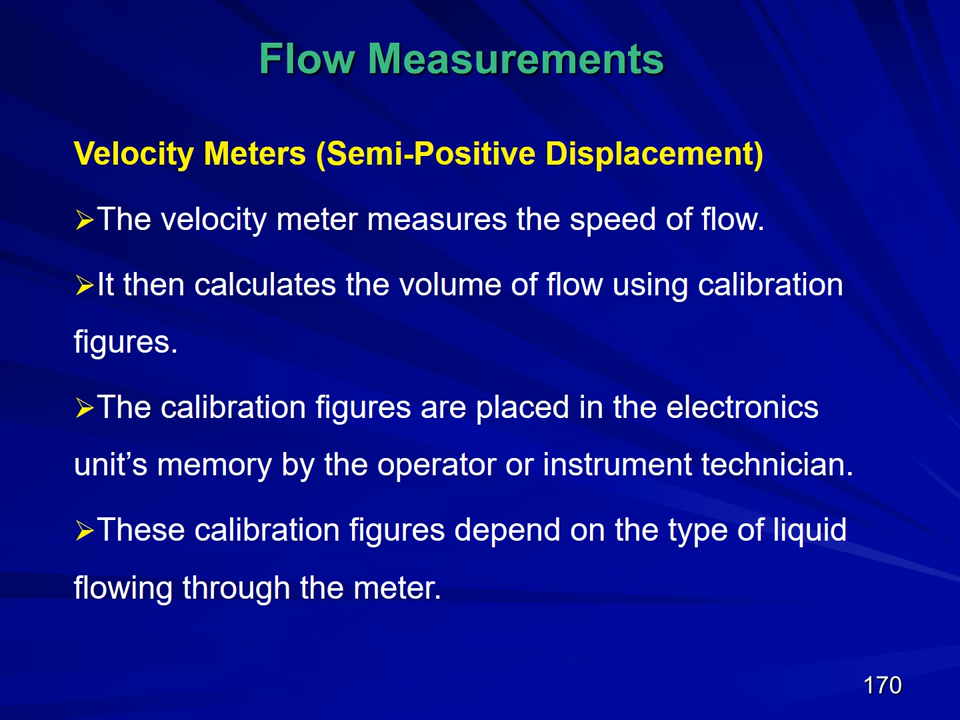 Flow Measurements
Velocity Meters (Semi-Positive Displacement)
➢The velocity meter measures the speed of flow.
➢It then calculates the volume of flow using calibration
figures.
➢The calibration figures are placed in the electronics
unit’s memory by the operator or instrument technician.
➢These calibration figures depend on the type of liquid
flowing through the meter.
170